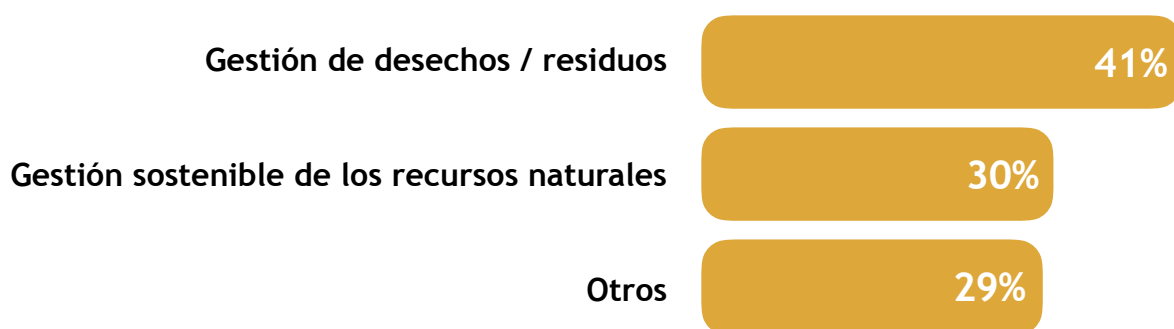 Gestión de desechos / residuos 41%
Gestión sostenible de los recursos naturales 30%
Otros 29%